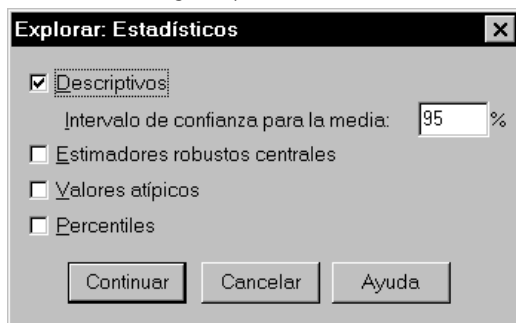 Explorar: Estadísticos
Descriptivos
Intervalo de confianza para la media: 95 %
Estimadores robustos centrales
Valores atípicos
Percentiles
Continuar Cancelar Ayuda